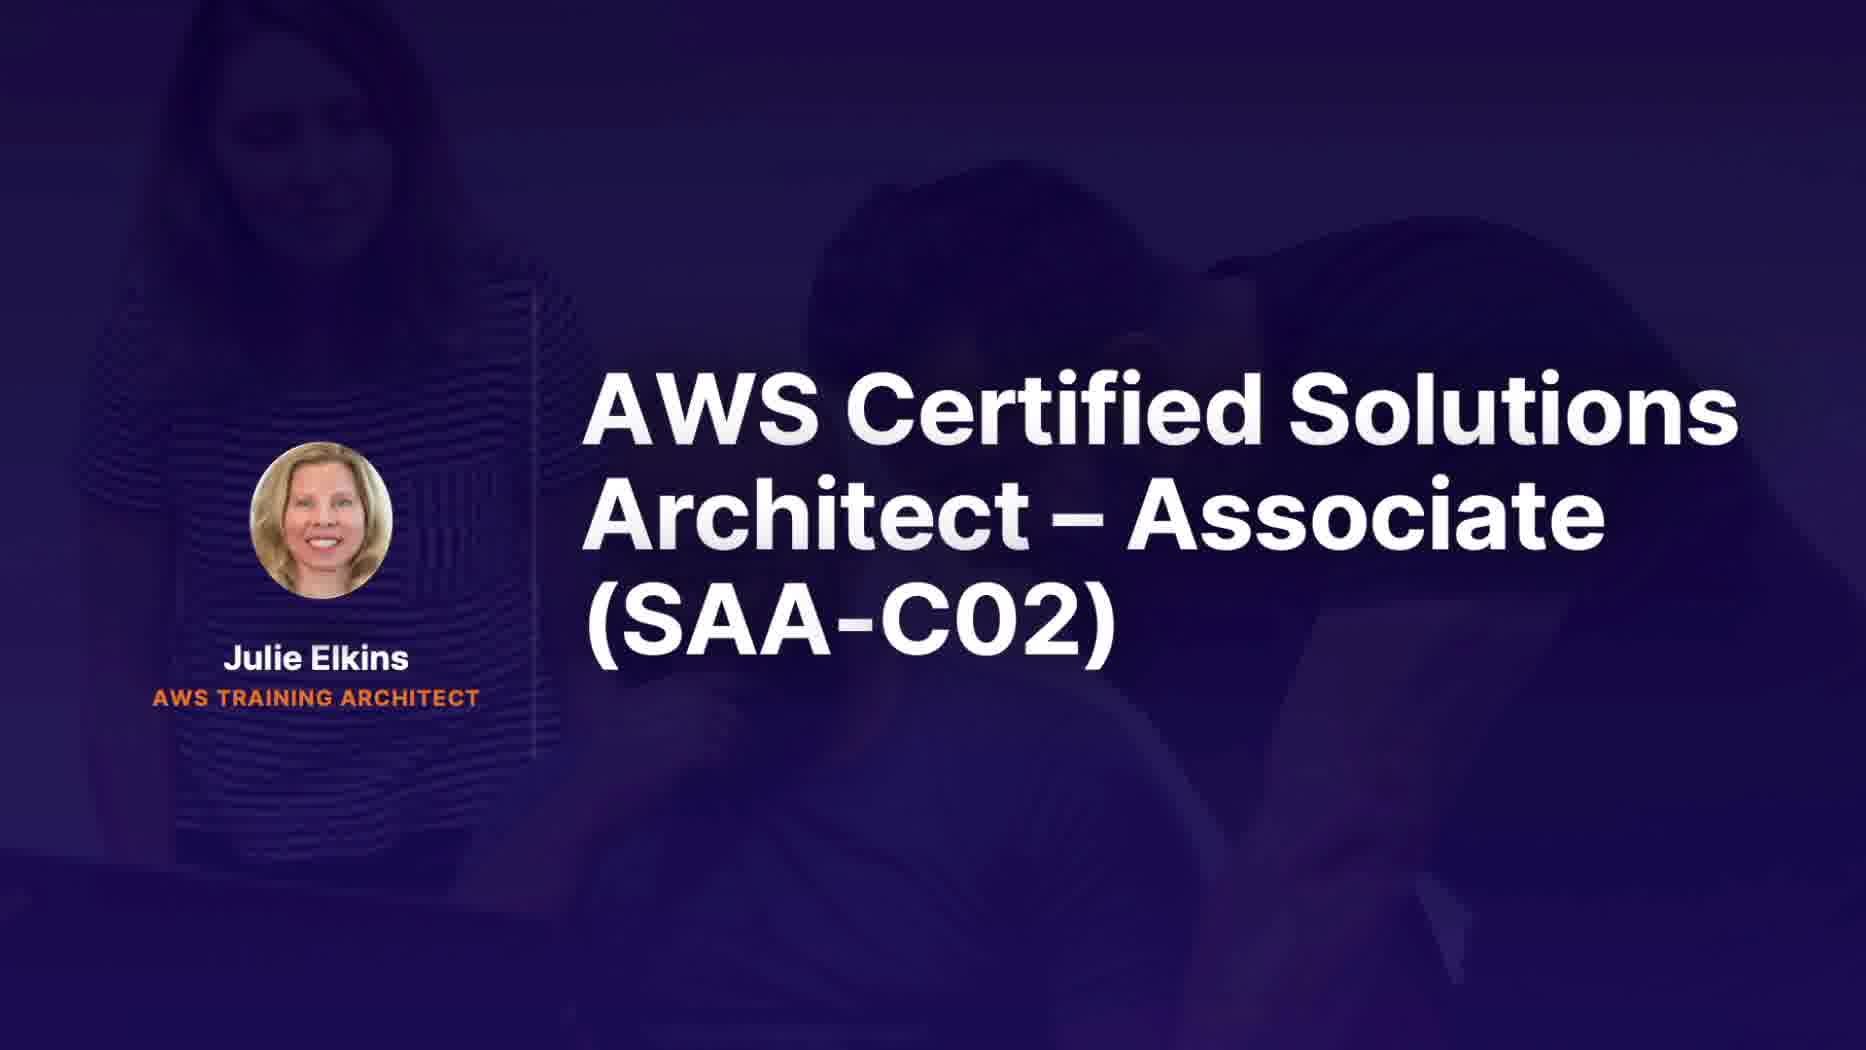 AWS Certified Solutions
Architect – Associate
(SAA-C02)
Julie Elkins
AWS TRAINING ARCHITECT